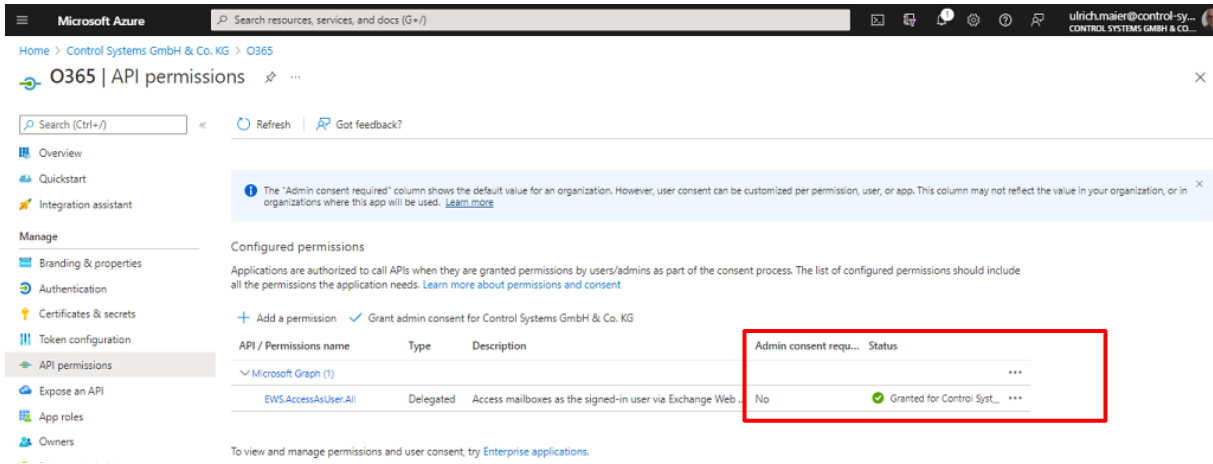 Microsoft Azure
Search resources, services, and docs (G+/)
1
ulrich.maier@control-sy...
CONTROL SYSTEMS GMBH & CO....
Home > Control Systems GmbH & Co. KG > O365
O365 | API permissions ...
Search (Ctrl+/)
«
Refresh
Got feedback?
Overview
Quickstart
Integration assistant
The "Admin consent required" column shows the default value for an organization. However, user consent can be customized per permission, user, or app. This column may not reflect the value in your organization, or in
organizations where this app will be used. Learn more
Manage
Branding & properties
Authentication
Certificates & secrets
Token configuration
API permissions
Expose an API
App roles
Owners
Configured permissions
Applications are authorized to call APIs when they are granted permissions by users/admins as part of the consent process. The list of configured permissions should include
all the permissions the application needs. Learn more about permissions and consent
+ Add a permission
Grant admin consent for Control Systems GmbH & Co. KG
API / Permissions name Type Description Admin consent requ... Status
Microsoft Graph (1) ...
EWS.AccessAsUser.All Delegated Access mailboxes as the signed-in user via Exchange Web ... No Granted for Control Syst... ...
To view and manage permissions and user consent, try Enterprise applications.